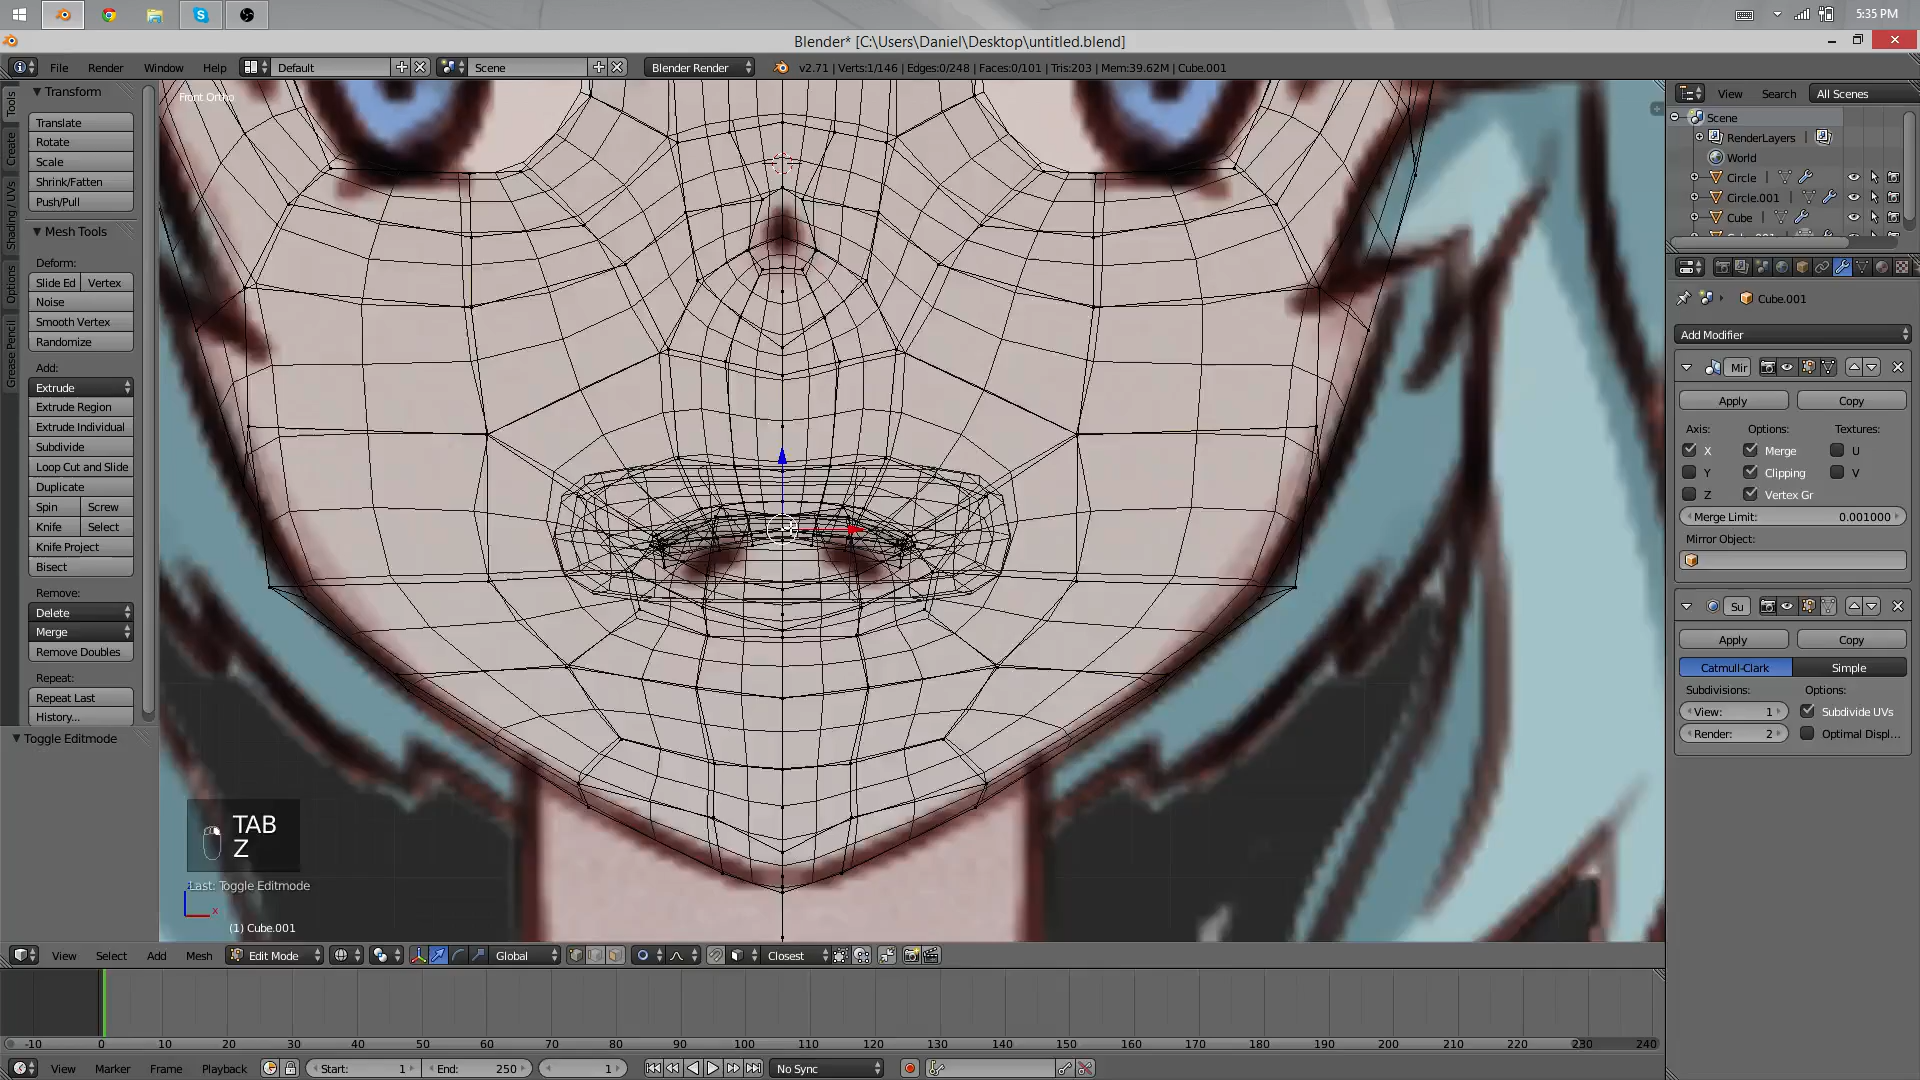 5:35 PM
Blender* [C:\Users\Daniel\Desktop\untitled.blend]
File Render Window Help Default Scene Blender Render v2.71 | Verts:1/146 | Edges:0/248 | Faces:0/101 | Tris:203 | Mem:39.62M | Cube.001
Tools
Create
Shading / UVs
Options
Grease Pencil
Transform
Translate
Rotate
Scale
Shrink/Fatten
Push/Pull
Mesh Tools
Deform:
Slide Ed Vertex
Noise
Smooth Vertex
Randomize
Add:
Extrude
Extrude Region
Extrude Individual
Subdivide
Loop Cut and Slide
Duplicate
Spin Screw
Knife Select
Knife Project
Bisect
Remove:
Delete
Merge
Remove Doubles
Repeat:
Repeat Last
History...
Toggle Editmode
Front Ortho
TAB
Z
Last: Toggle Editmode
x
(1) Cube.001
View Search All Scenes
Scene
RenderLayers
World
Circle
Circle.001
Cube
Cube.001
Add Modifier
Mir
Apply Copy
Axis: Options: Textures:
X Merge U
Y Clipping V
Z Vertex Gr
Merge Limit: 0.001000
Mirror Object:
Su
Apply Copy
Catmull-Clark Simple
Subdivisions: Options:
View: 1 Subdivide UVs
Render: 2 Optimal Displ...
View Select Add Mesh Edit Mode Global Closest
-10 0 10 20 30 40 50 60 70 80 90 100 110 120 130 140 150 160 170 180 190 200 210 220 230 240
View Marker Frame Playback Start: 1 End: 250 1 No Sync